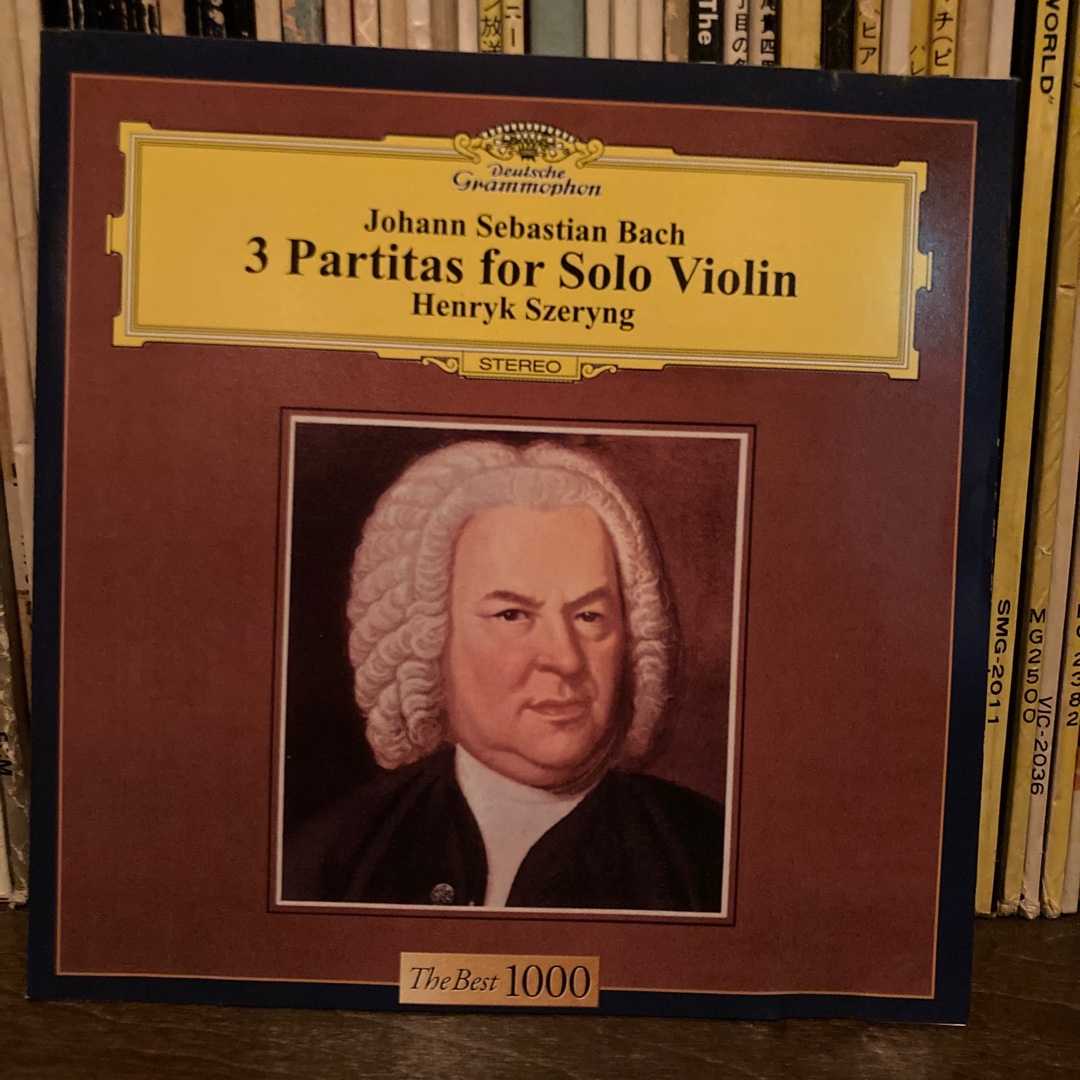 Deutsche
Grammophon
Johann Sebastian Bach
3 Partitas for Solo Violin
Henryk Szeryng
STEREO
The Best 1000
The
WORLD"
SMG-2011
MG2500
VIC-2036